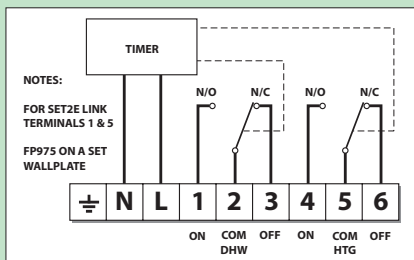 TIMER
NOTES:
FOR SET2E LINK
TERMINALS 1 & 5
FP975 ON A SET
WALLPLATE
N/O N/C N/O N/C
N L 1 2 3 4 5 6
ON COM OFF ON COM OFF
DHW HTG